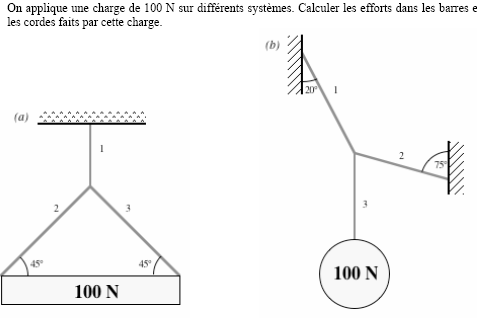 On applique une charge de 100 N sur différents systèmes. Calculer les efforts dans les barres e
les cordes faits par cette charge.
(b)
20°
1
(a)
1
2
75°
2
3
3
45°
45°
100 N
100 N